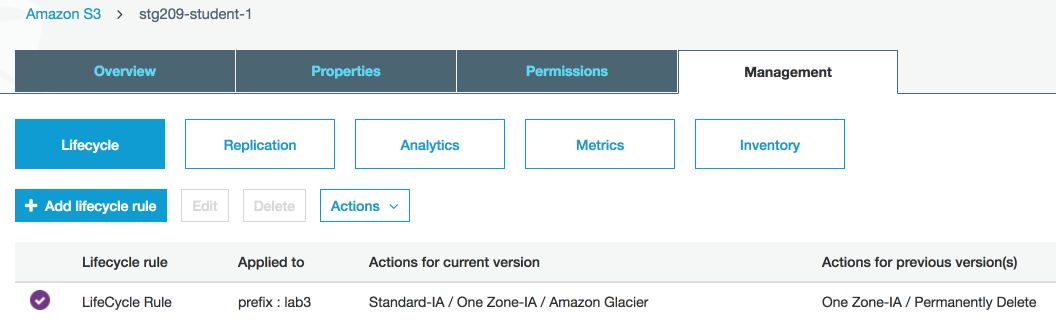 Amazon S3 > stg209-student-1
Overview Properties Permissions Management
Lifecycle Replication Analytics Metrics Inventory
+ Add lifecycle rule Edit Delete Actions
Lifecycle rule Applied to Actions for current version Actions for previous version(s)
LifeCycle Rule prefix : lab3 Standard-IA / One Zone-IA / Amazon Glacier One Zone-IA / Permanently Delete